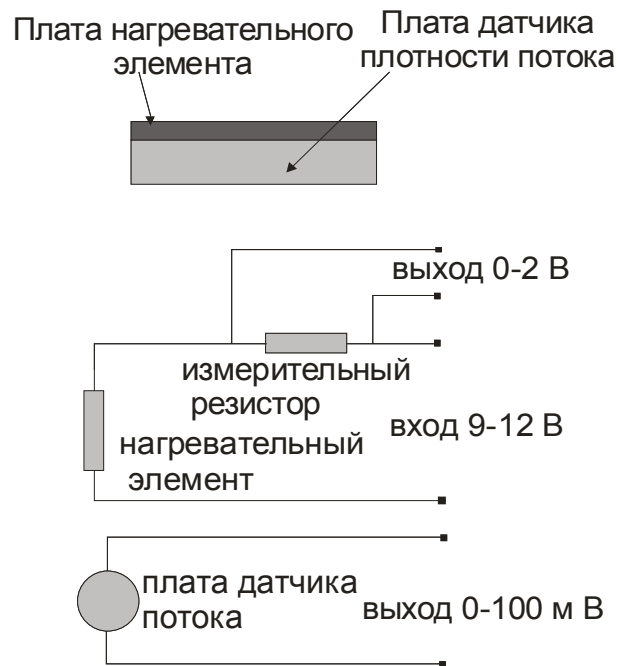 Плата нагревательного
элемента
Плата датчика
плотности потока
выход 0-2 В
измерительный
резистор
нагревательный
элемент
вход 9-12 В
плата датчика
потока
выход 0-100 м В